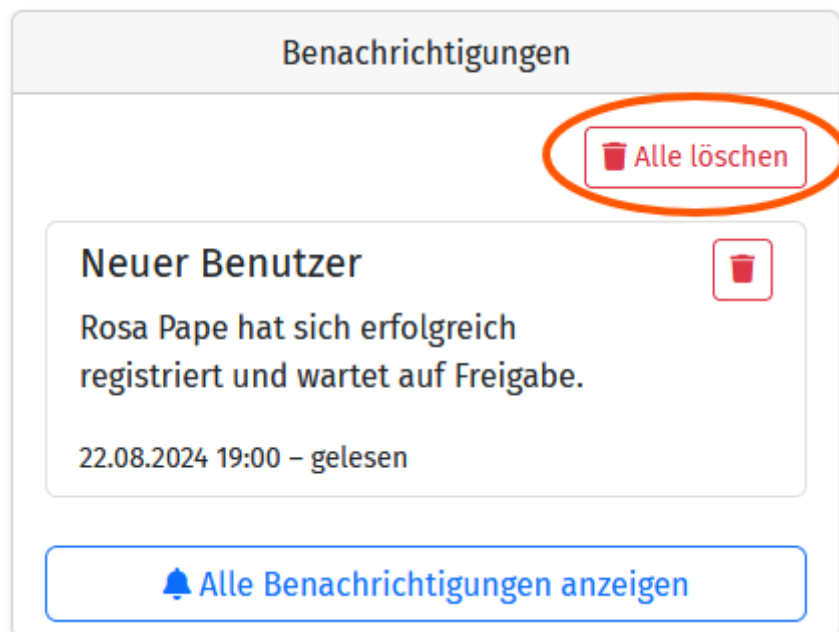 Benachrichtigungen
Alle löschen
Neuer Benutzer
Rosa Pape hat sich erfolgreich
registriert und wartet auf Freigabe.
22.08.2024 19:00 – gelesen
Alle Benachrichtigungen anzeigen